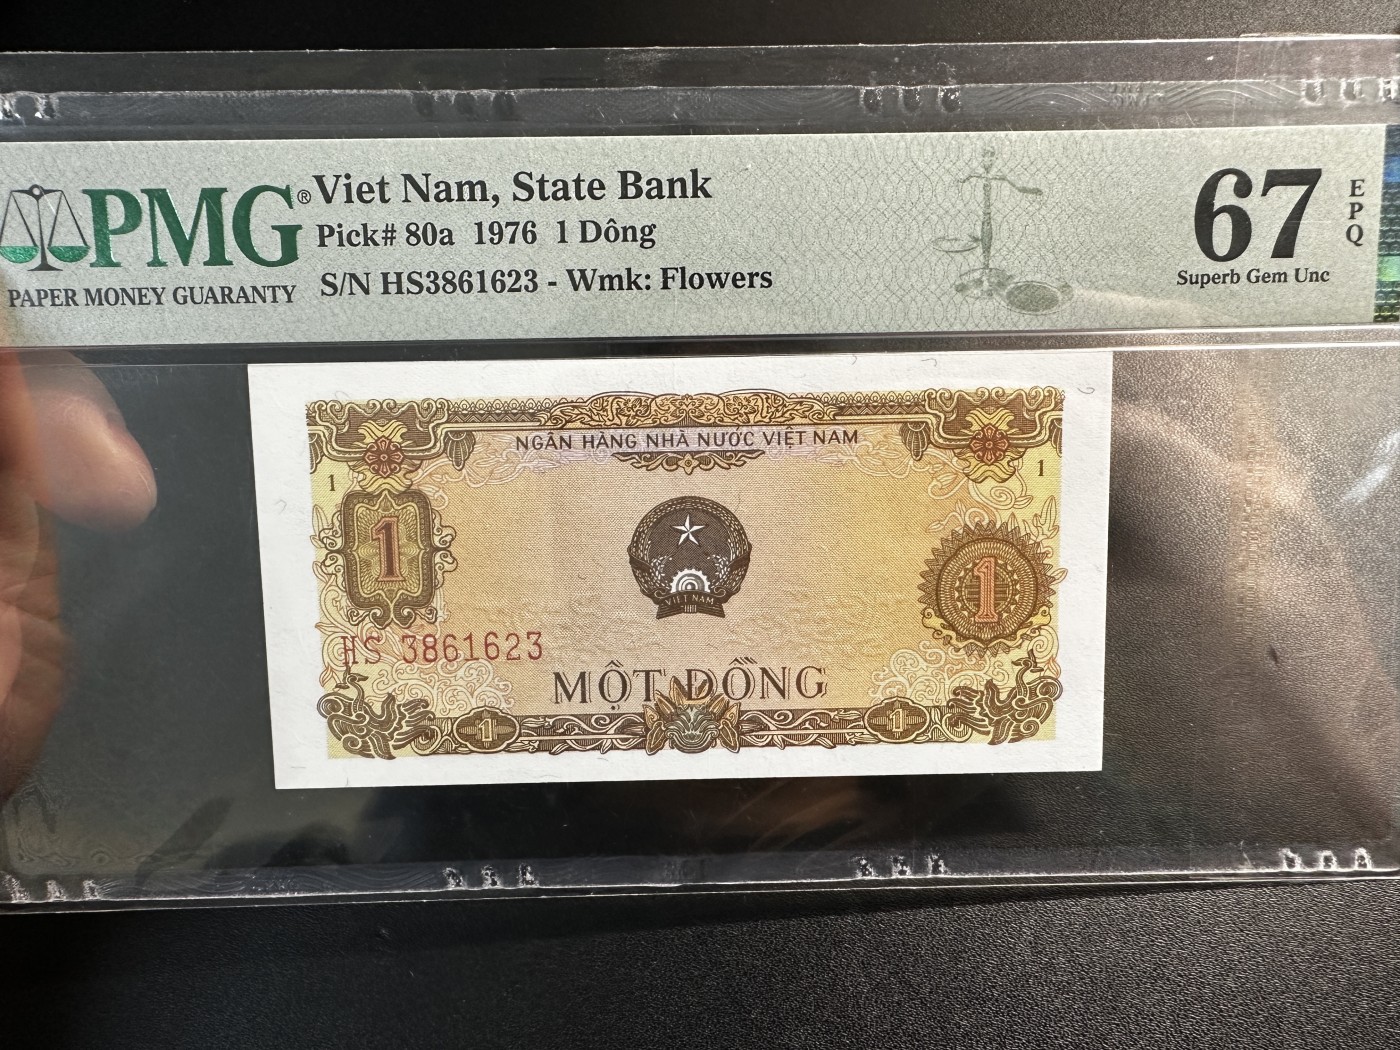 PMG®
PAPER MONEY GUARANTY
Viet Nam, State Bank
Pick# 80a 1976 1 Dông
S/N HS3861623 - Wmk: Flowers
67
EPQ
Superb Gem Unc
NGÂN HÀNG NHÀ NƯỚC VIỆT NAM
1 1
1 1
VIỆT NAM
HS 3861623
MỘT ĐỒNG
1 1